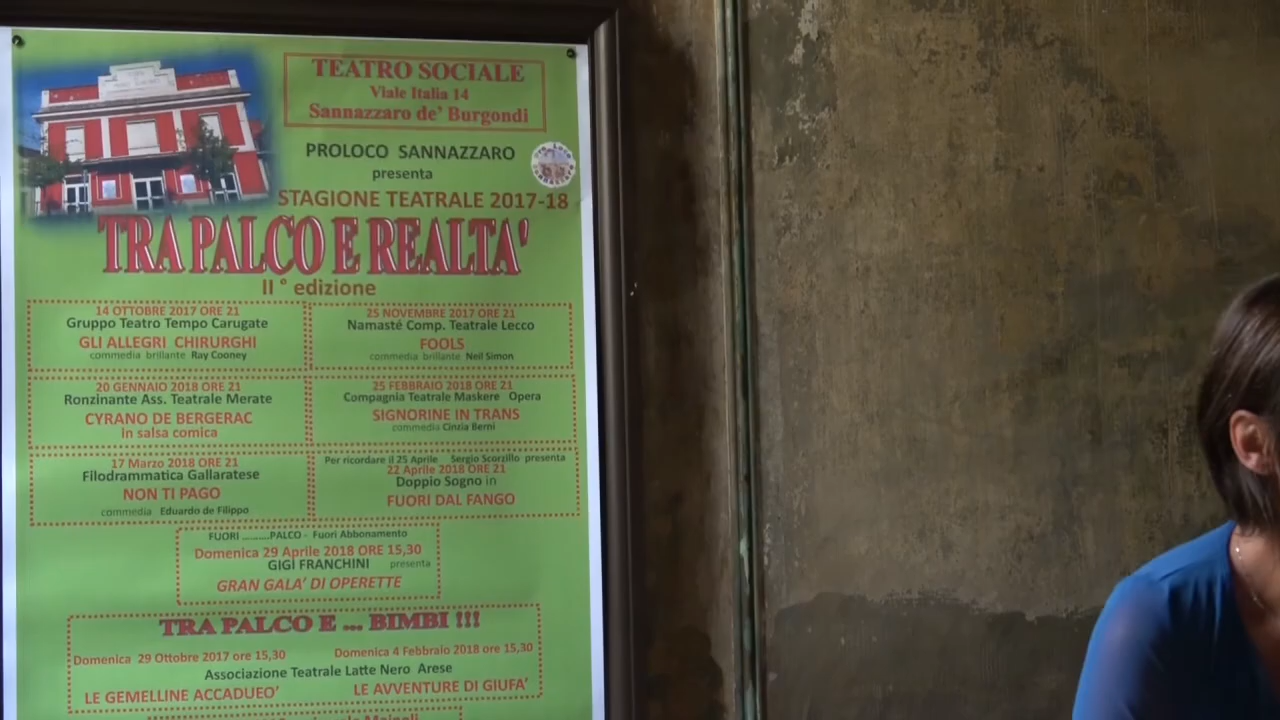 TEATRO SOCIALE
Viale Italia 14
Sannazzaro de' Burgondi
PROLOCO SANNAZZARO
presenta
STAGIONE TEATRALE 2017-18
TRA PALCO E REALTA'
II° edizione
14 OTTOBRE 2017 ORE 21
Gruppo Teatro Tempo Carugate
GLI ALLEGRI CHIRURGHI
commedia brillante Ray Cooney
25 NOVEMBRE 2017 ORE 21
Namasté Comp. Teatrale Lecco
FOOLS
commedia brillante Neil Simon
20 GENNAIO 2018 ORE 21
Ronzinante Ass. Teatrale Merate
CYRANO DE BERGERAC
in salsa comica
25 FEBBRAIO 2018 ORE 21
Compagnia Teatrale Maskere Opera
SIGNORINE IN TRANS
commedia Cinzia Berni
17 Marzo 2018 ORE 21
Filodrammatica Gallaratese
NON TI PAGO
commedia Eduardo de Filippo
Per ricordare il 25 Aprile Sergio Scorzillo presenta
22 Aprile 2018 ORE 21
Doppio Sogno in
FUORI DAL FANGO
FUORI ..........PALCO - Fuori Abbonamento
Domenica 29 Aprile 2018 ORE 15,30
GIGI FRANCHINI presenta
GRAN GALA' DI OPERETTE
TRA PALCO E ... BIMBI !!!
Domenica 29 Ottobre 2017 ore 15,30
Domenica 4 Febbraio 2018 ore 15,30
Associazione Teatrale Latte Nero Arese
LE GEMELLINE ACCADUEO'
LE AVVENTURE DI GIUFA'